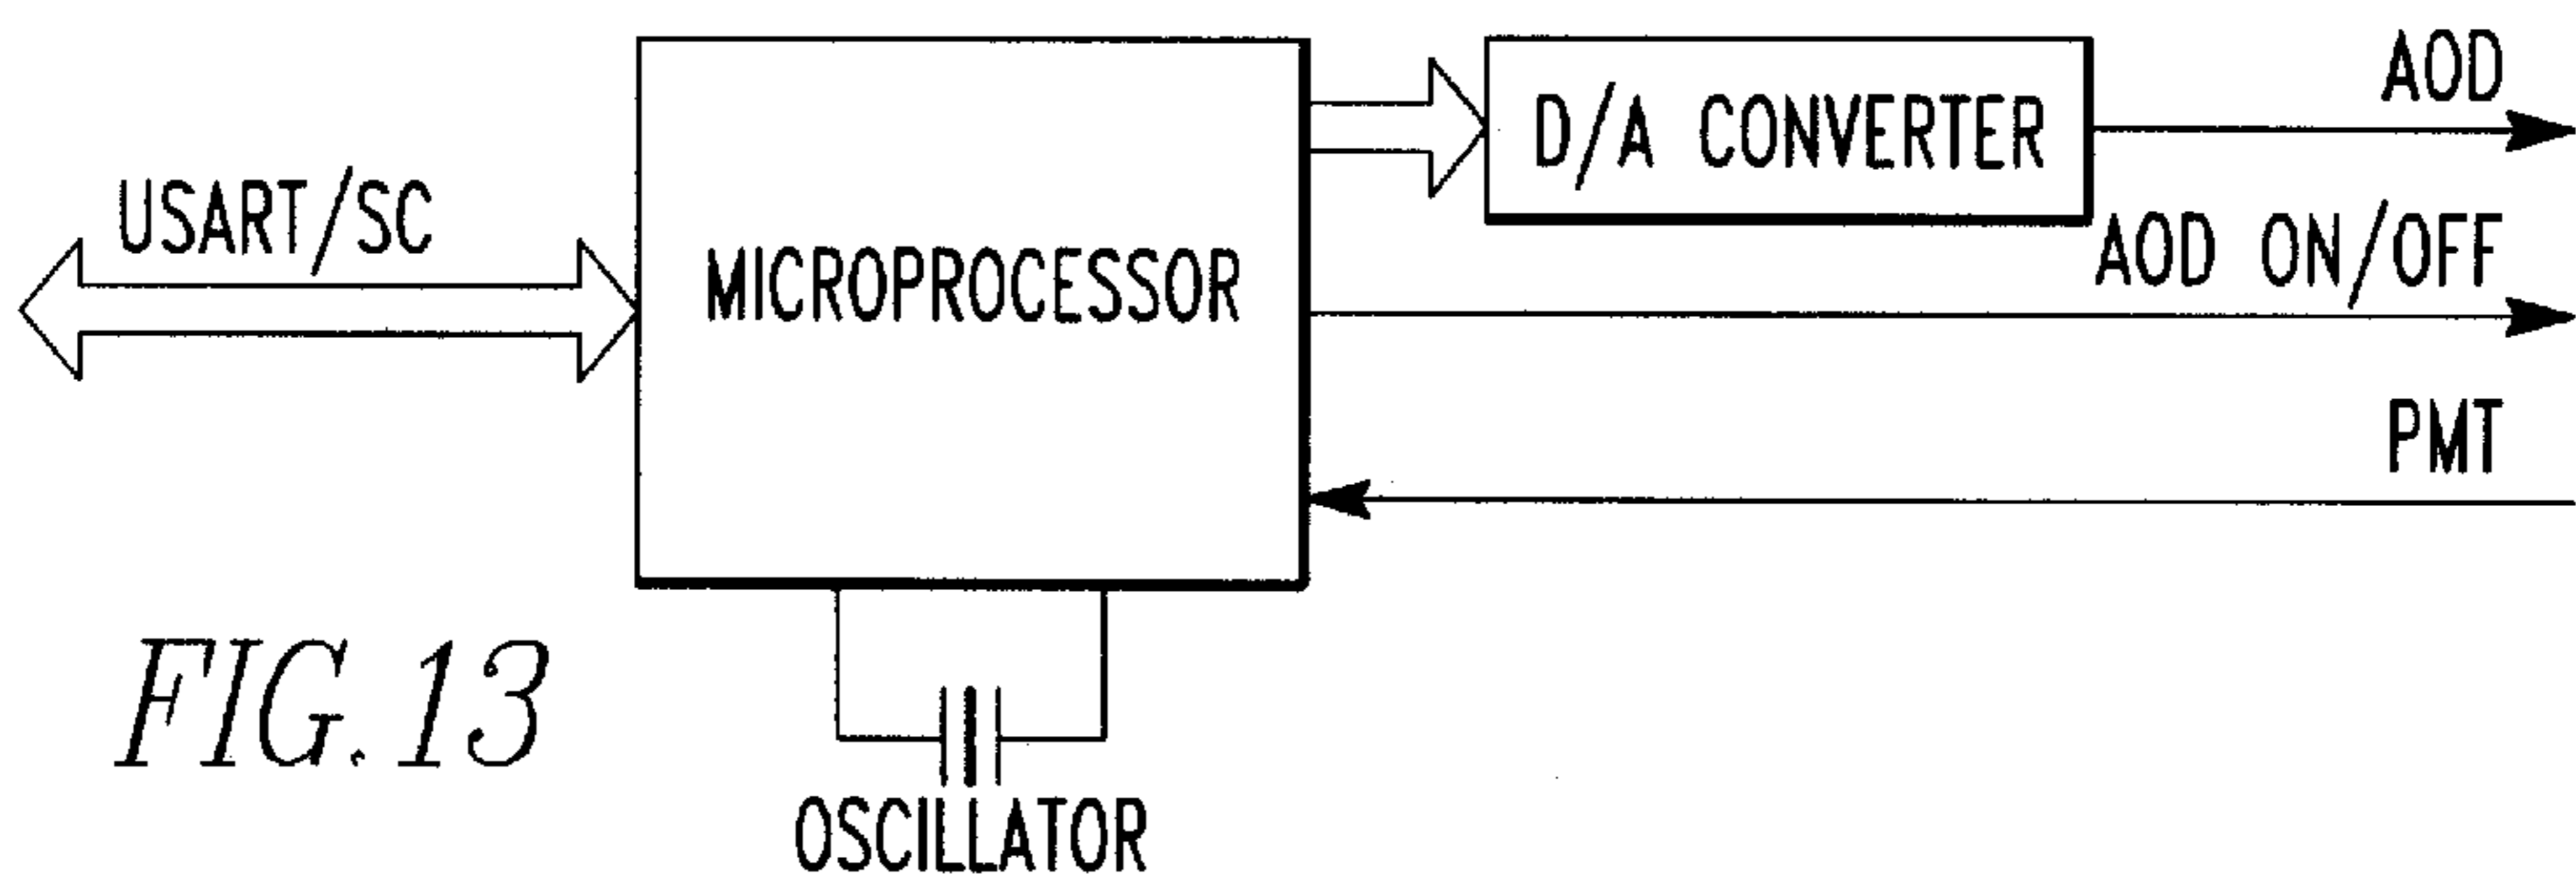 AOD
D/A CONVERTER
USART/SC
AOD ON/OFF
MICROPROCESSOR
PMT
FIG. 13
OSCILLATOR